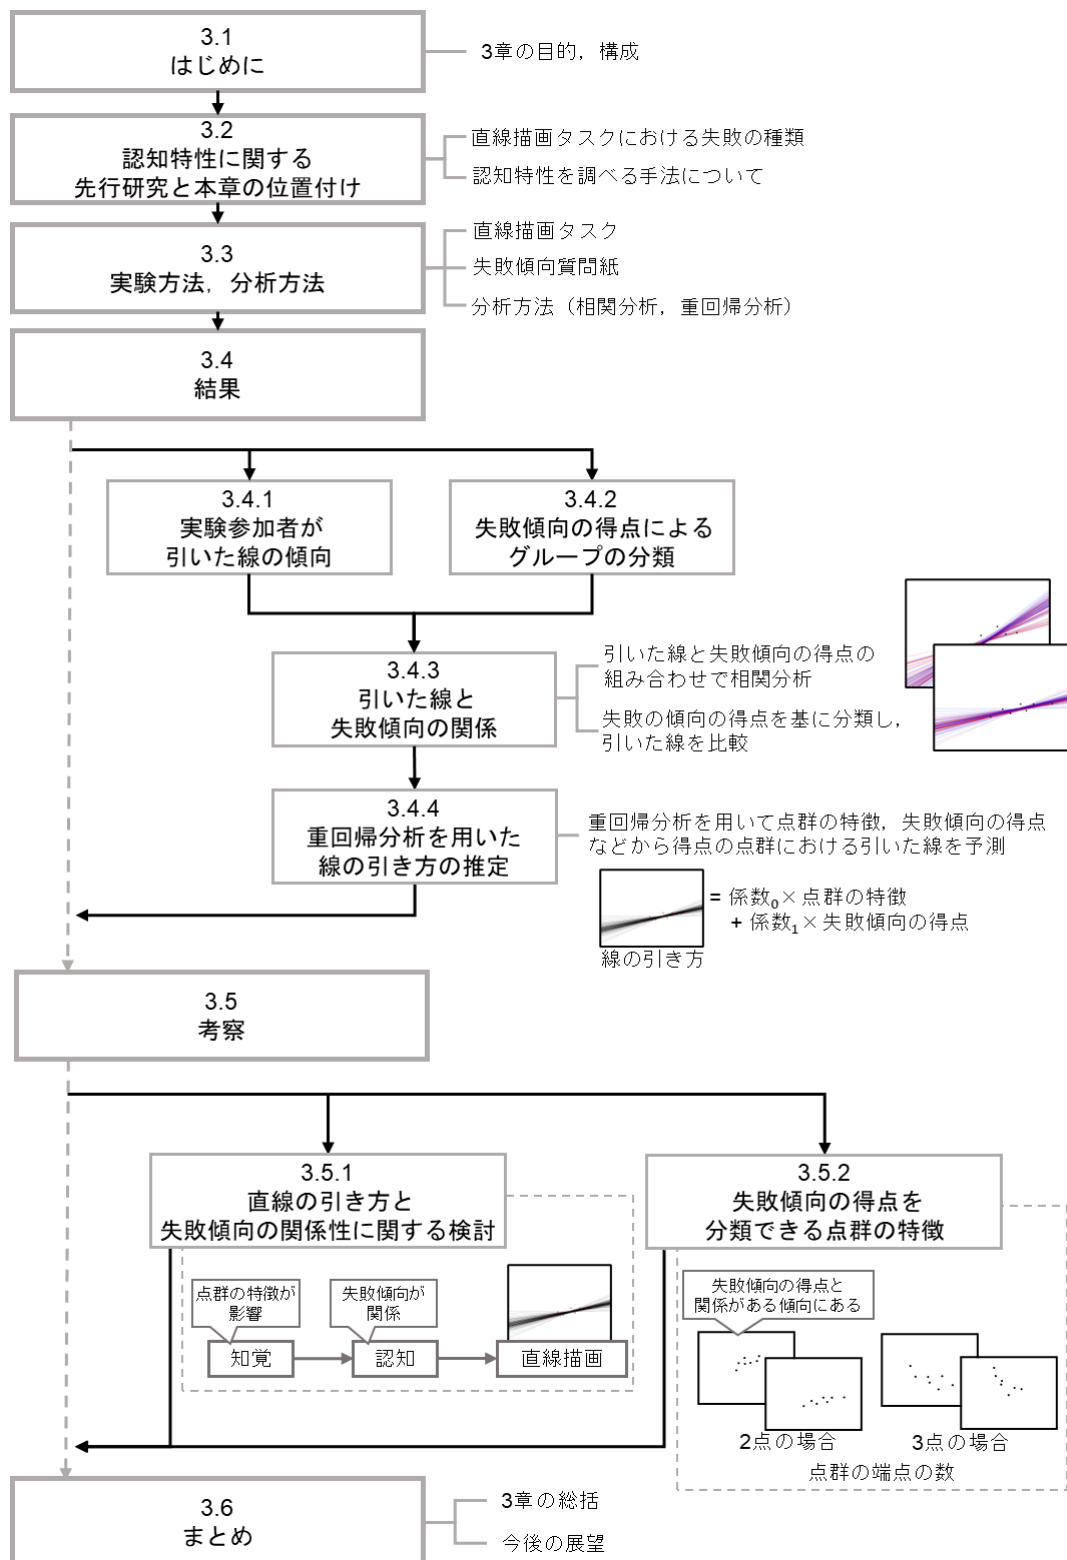 3.1
はじめに
3章の目的，構成
3.2
認知特性に関する
先行研究と本章の位置付け
直線描画タスクにおける失敗の種類
認知特性を調べる手法について
3.3
実験方法，分析方法
直線描画タスク
失敗傾向質問紙
分析方法（相関分析，重回帰分析）
3.4
結果
3.4.1
実験参加者が
引いた線の傾向
3.4.2
失敗傾向の得点による
グループの分類
3.4.3
引いた線と
失敗傾向の関係
引いた線と失敗傾向の得点の
組み合わせで相関分析
失敗の傾向の得点を基に分類し，
引いた線を比較
3.4.4
重回帰分析を用いた
線の引き方の推定
重回帰分析を用いて点群の特徴，失敗傾向の得点
などから得点の点群における引いた線を予測
= 係数₀×点群の特徴
+ 係数₁×失敗傾向の得点
線の引き方
3.5
考察
3.5.1
直線の引き方と
失敗傾向の関係性に関する検討
点群の特徴が
影響
失敗傾向が
関係
知覚
認知
直線描画
3.5.2
失敗傾向の得点を
分類できる点群の特徴
失敗傾向の得点と
関係がある傾向にある
2点の場合
3点の場合
点群の端点の数
3.6
まとめ
3章の総括
今後の展望